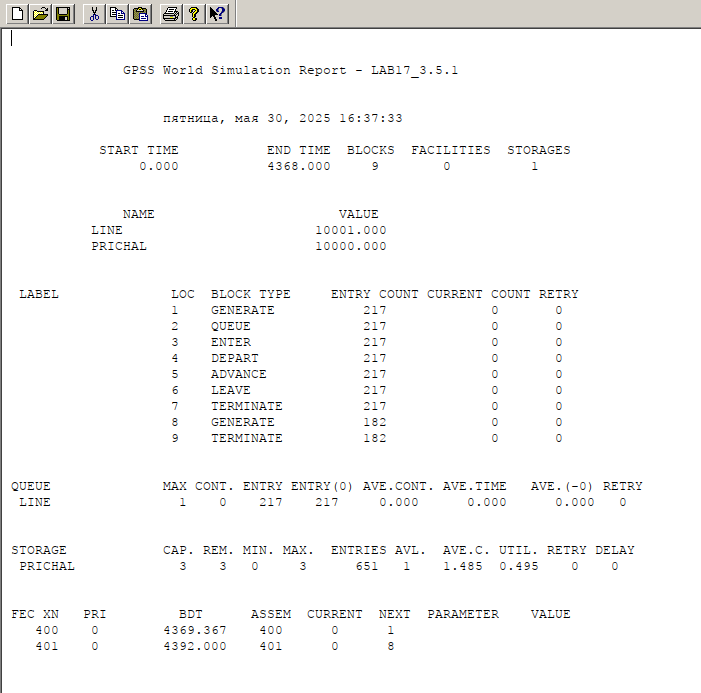 GPSS World Simulation Report - LAB17_3.5.1
пятница, мая 30, 2025 16:37:33
START TIME END TIME BLOCKS FACILITIES STORAGES
0.000 4368.000 9 0 1
NAME VALUE
LINE 10001.000
PRICHAL 10000.000
LABEL LOC BLOCK TYPE ENTRY COUNT CURRENT COUNT RETRY
1 GENERATE 217 0 0
2 QUEUE 217 0 0
3 ENTER 217 0 0
4 DEPART 217 0 0
5 ADVANCE 217 0 0
6 LEAVE 217 0 0
7 TERMINATE 217 0 0
8 GENERATE 182 0 0
9 TERMINATE 182 0 0
QUEUE MAX CONT. ENTRY ENTRY(0) AVE.CONT. AVE.TIME AVE.(-0) RETRY
LINE 1 0 217 217 0.000 0.000 0.000 0
STORAGE CAP. REM. MIN. MAX. ENTRIES AVL. AVE.C. UTIL. RETRY DELAY
PRICHAL 3 3 0 3 651 1 1.485 0.495 0 0
FEC XN PRI BDT ASSEM CURRENT NEXT PARAMETER VALUE
400 0 4369.367 400 0 1
401 0 4392.000 401 0 8